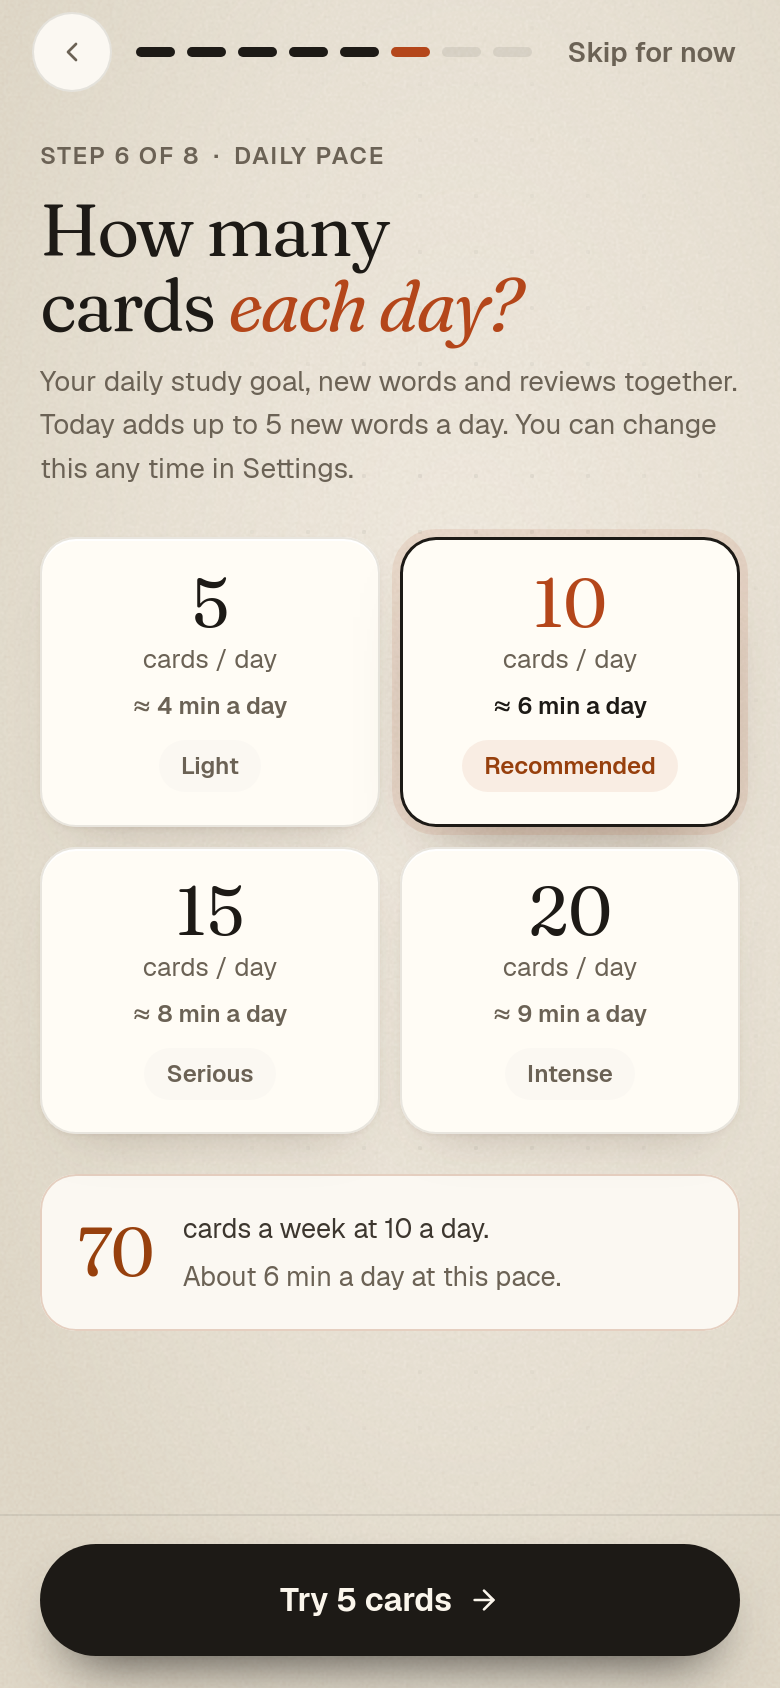 Skip for now
STEP 6 OF 8 · DAILY PACE
How many
cards each day?
Your daily study goal, new words and reviews together.
Today adds up to 5 new words a day. You can change
this any time in Settings.
5
cards / day
≈ 4 min a day
Light
10
cards / day
≈ 6 min a day
Recommended
15
cards / day
≈ 8 min a day
Serious
20
cards / day
≈ 9 min a day
Intense
70
cards a week at 10 a day.
About 6 min a day at this pace.
Try 5 cards →